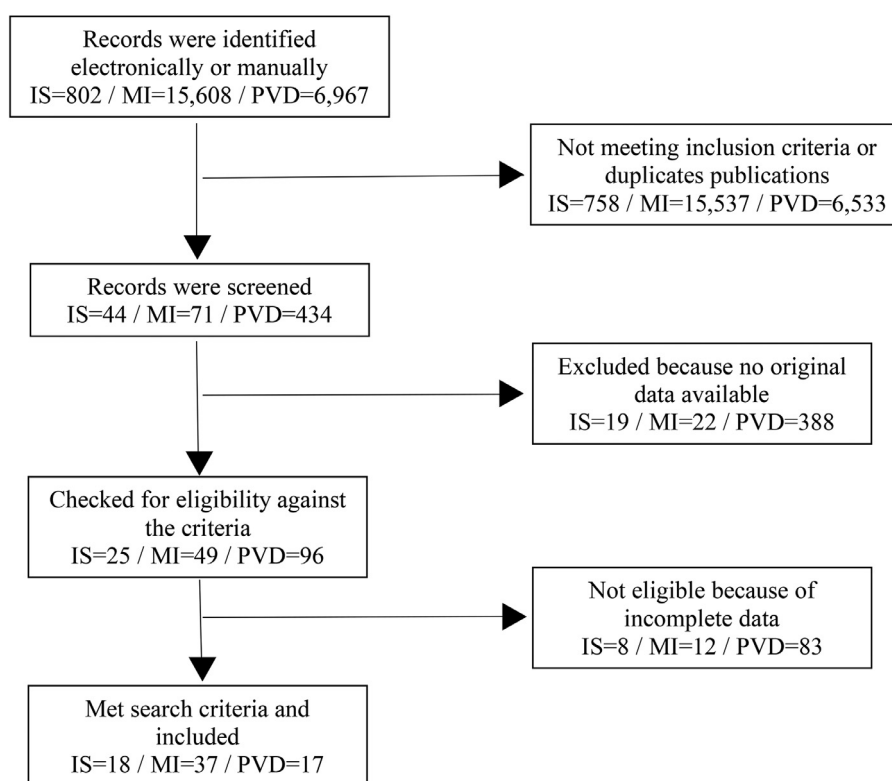 Records were identified
electronically or manually
IS=802 / MI=15,608 / PVD=6,967
Not meeting inclusion criteria or
duplicates publications
IS=758 / MI=15,537 / PVD=6,533
Records were screened
IS=44 / MI=71 / PVD=434
Excluded because no original
data available
IS=19 / MI=22 / PVD=388
Checked for eligibility against
the criteria
IS=25 / MI=49 / PVD=96
Not eligible because of
incomplete data
IS=8 / MI=12 / PVD=83
Met search criteria and
included
IS=18 / MI=37 / PVD=17